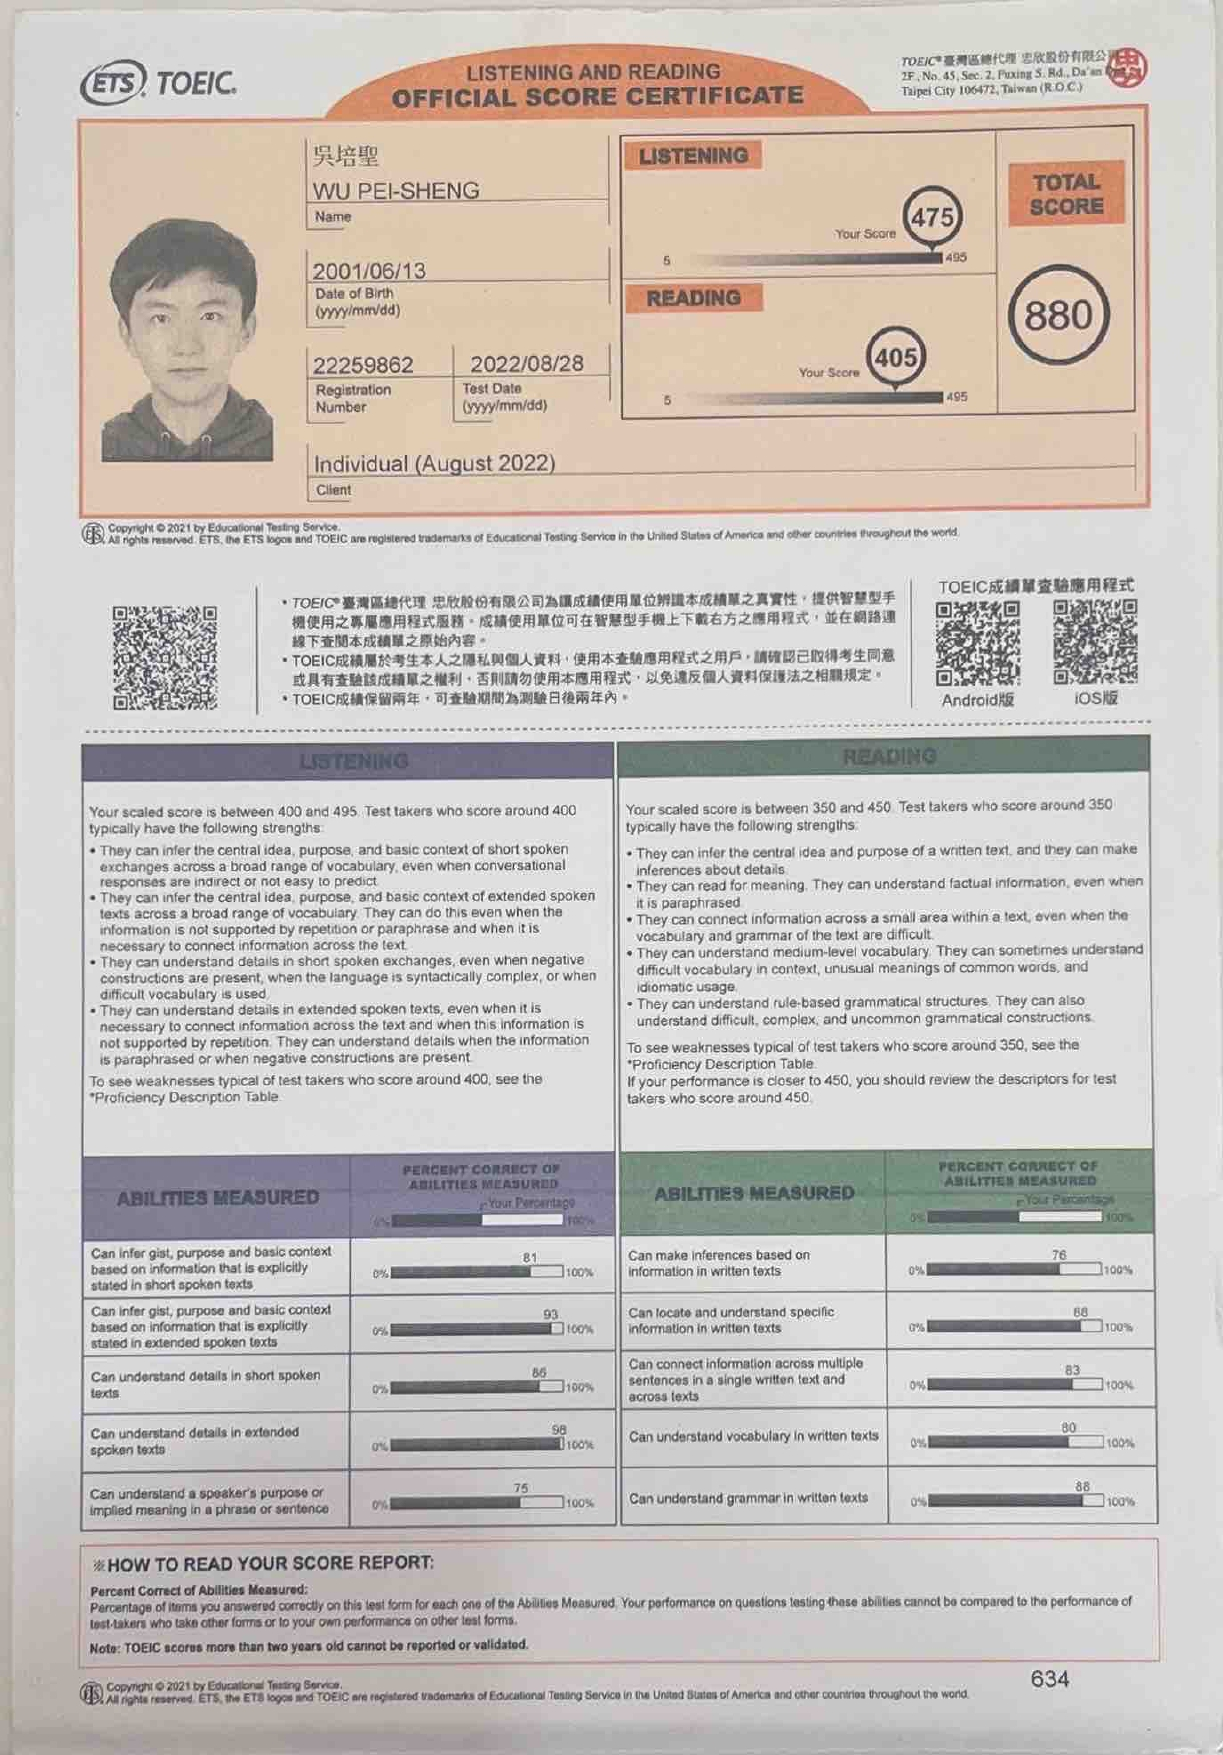 ETS TOEIC
LISTENING AND READING
OFFICIAL SCORE CERTIFICATE
TOEIC® 臺灣區總代理 忠欣股份有限公
2F., No. 45, Sec. 2, Fuxing S. Rd., Da'an
Taipei City 106472, Taiwan (R.O.C.)
吳培聖
WU PEI-SHENG
Name
2001/06/13
Date of Birth
(yyyy/mm/dd)
22259862
Registration
Number
2022/08/28
Test Date
(yyyy/mm/dd)
Individual (August 2022)
Client
LISTENING
475
Your Score
5
495
READING
405
Your Score
5
495
TOTAL
SCORE
880
Copyright © 2021 by Educational Testing Service.
All rights reserved. ETS, the ETS logos and TOEIC are registered trademarks of Educational Testing Service in the United States of America and other countries throughout the world.
• TOEIC® 臺灣區總代理 忠欣股份有限公司為讓成績使用單位辨識本成績單之真實性，提供智慧型手
機使用之專屬應用程式服務。成績使用單位可在智慧型手機上下載右方之應用程式，並在網路連
線下查閱本成績單之原始內容。
• TOEIC成績屬於考生本人之隱私與個人資料，使用本查驗應用程式之用戶，請確認已取得考生同意
或具有查驗該成績單之權利，否則請勿使用本應用程式，以免違反個人資料保護法之相關規定。
• TOEIC成績保留兩年，可查驗期間為測驗日後兩年內。
TOEIC成績單查驗應用程式
Android版
iOS版
LISTENING
Your scaled score is between 400 and 495. Test takers who score around 400
typically have the following strengths:
• They can infer the central idea, purpose, and basic context of short spoken
exchanges across a broad range of vocabulary, even when conversational
responses are indirect or not easy to predict.
• They can infer the central idea, purpose, and basic context of extended spoken
texts across a broad range of vocabulary. They can do this even when the
information is not supported by repetition or paraphrase and when it is
necessary to connect information across the text.
• They can understand details in short spoken exchanges, even when negative
constructions are present, when the language is syntactically complex, or when
difficult vocabulary is used.
• They can understand details in extended spoken texts, even when it is
necessary to connect information across the text and when this information is
not supported by repetition. They can understand details when the information
is paraphrased or when negative constructions are present.
To see weaknesses typical of test takers who score around 400, see the
*Proficiency Description Table.
READING
Your scaled score is between 350 and 450. Test takers who score around 350
typically have the following strengths:
• They can infer the central idea and purpose of a written text, and they can make
inferences about details.
• They can read for meaning. They can understand factual information, even when
it is paraphrased.
• They can connect information across a small area within a text, even when the
vocabulary and grammar of the text are difficult.
• They can understand medium-level vocabulary. They can sometimes understand
difficult vocabulary in context, unusual meanings of common words, and
idiomatic usage.
• They can understand rule-based grammatical structures. They can also
understand difficult, complex, and uncommon grammatical constructions.
To see weaknesses typical of test takers who score around 350, see the
*Proficiency Description Table.
If your performance is closer to 450, you should review the descriptors for test
takers who score around 450.
ABILITIES MEASURED
PERCENT CORRECT OF
ABILITIES MEASURED
Your Percentage
0% 100%
Can infer gist, purpose and basic context
based on information that is explicitly
stated in short spoken texts
81
0% 100%
Can infer gist, purpose and basic context
based on information that is explicitly
stated in extended spoken texts
93
0% 100%
Can understand details in short spoken
texts
86
0% 100%
Can understand details in extended
spoken texts
98
0% 100%
Can understand a speaker's purpose or
implied meaning in a phrase or sentence
75
0% 100%
ABILITIES MEASURED
PERCENT CORRECT OF
ABILITIES MEASURED
Your Percentage
0% 100%
Can make inferences based on
information in written texts
76
0% 100%
Can locate and understand specific
information in written texts
88
0% 100%
Can connect information across multiple
sentences in a single written text and
across texts
83
0% 100%
Can understand vocabulary in written texts
80
0% 100%
Can understand grammar in written texts
88
0% 100%
※HOW TO READ YOUR SCORE REPORT:
Percent Correct of Abilities Measured:
Percentage of items you answered correctly on this test form for each one of the Abilities Measured. Your performance on questions testing these abilities cannot be compared to the performance of
test-takers who take other forms or to your own performance on other test forms.
Note: TOEIC scores more than two years old cannot be reported or validated.
Copyright © 2021 by Educational Testing Service.
All rights reserved. ETS, the ETS logos and TOEIC are registered trademarks of Educational Testing Service in the United States of America and other countries throughout the world.
634